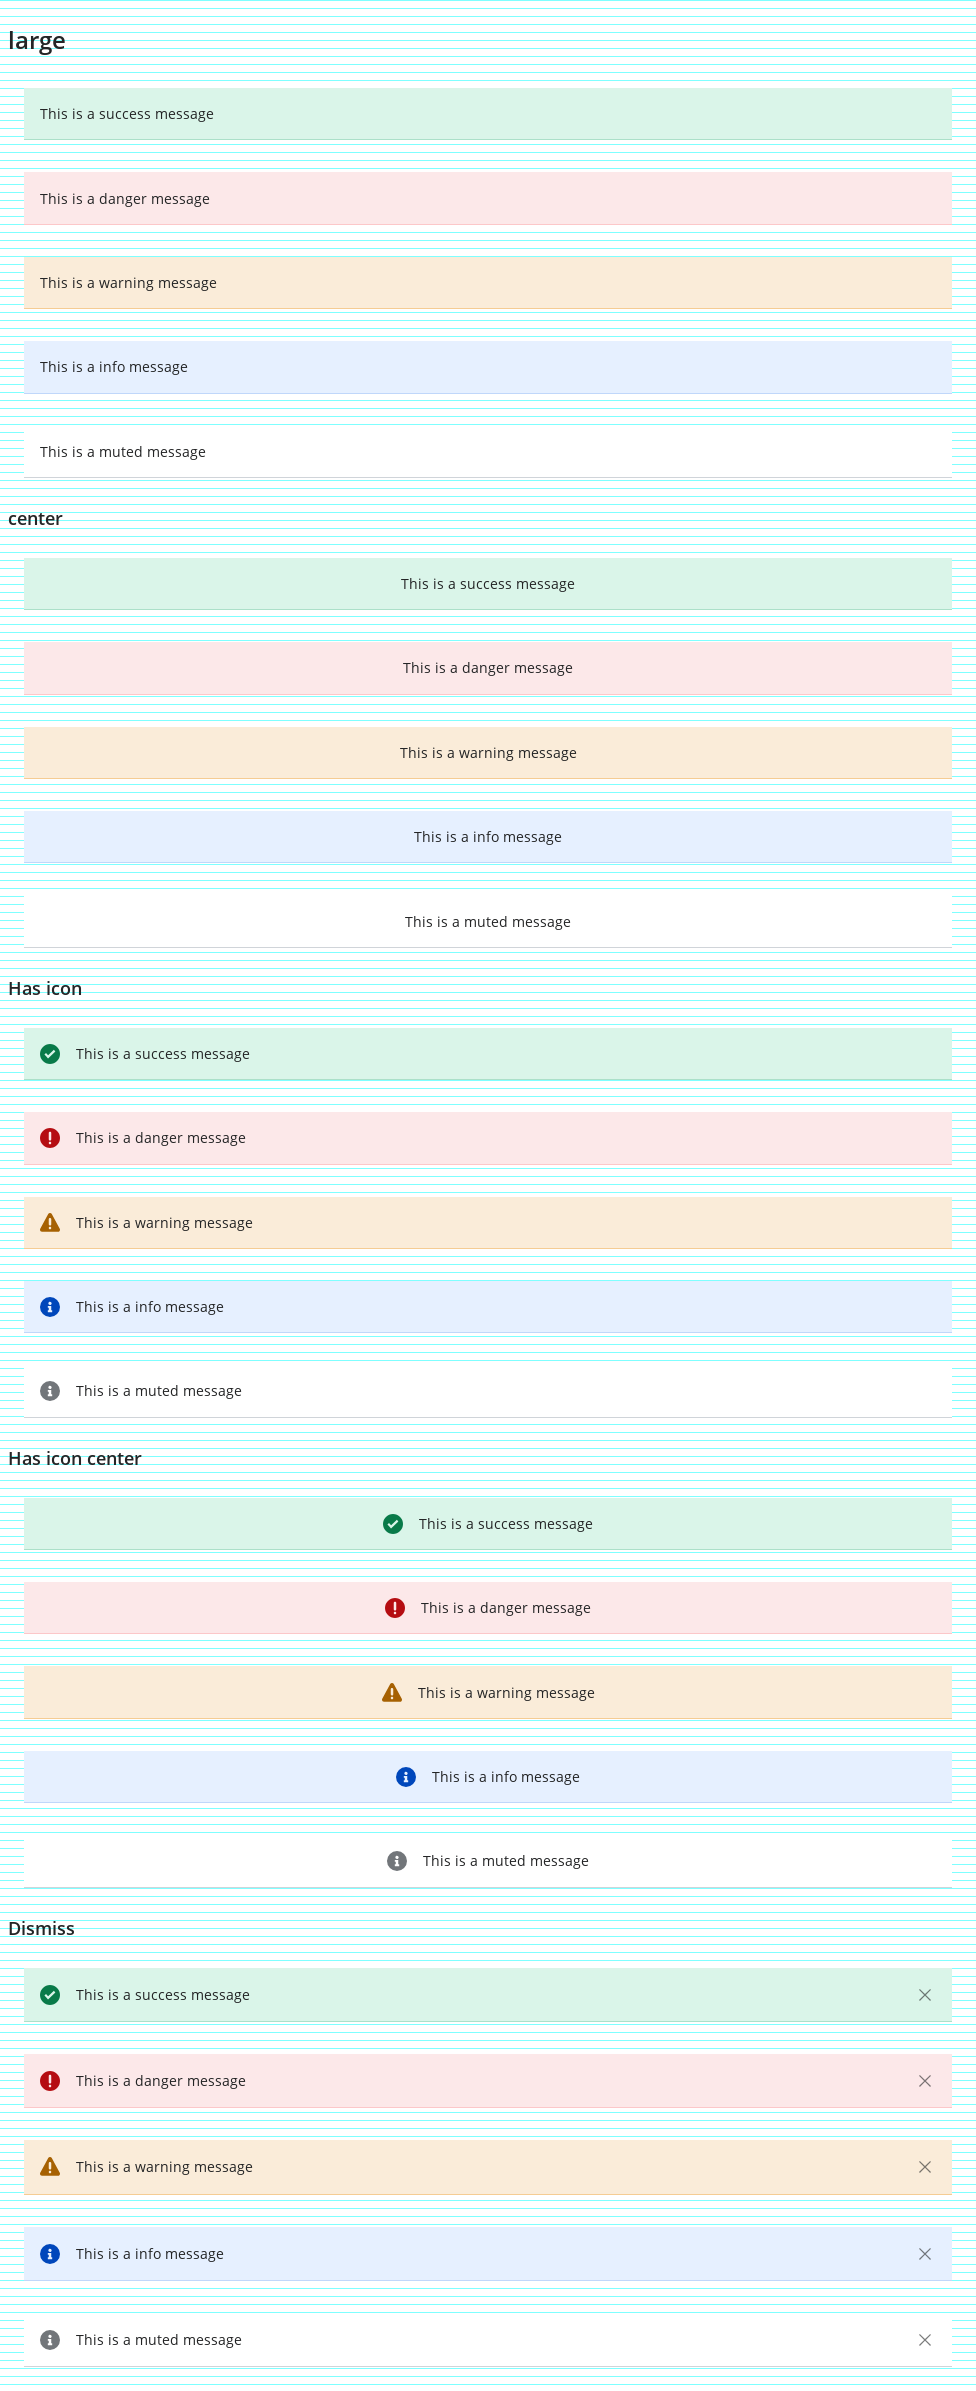 large
This is a success message
This is a danger message
This is a warning message
This is a info message
This is a muted message
center
This is a success message
This is a danger message
This is a warning message
This is a info message
This is a muted message
Has icon
This is a success message
This is a danger message
This is a warning message
This is a info message
This is a muted message
Has icon center
This is a success message
This is a danger message
This is a warning message
This is a info message
This is a muted message
Dismiss
This is a success message
This is a danger message
This is a warning message
This is a info message
This is a muted message